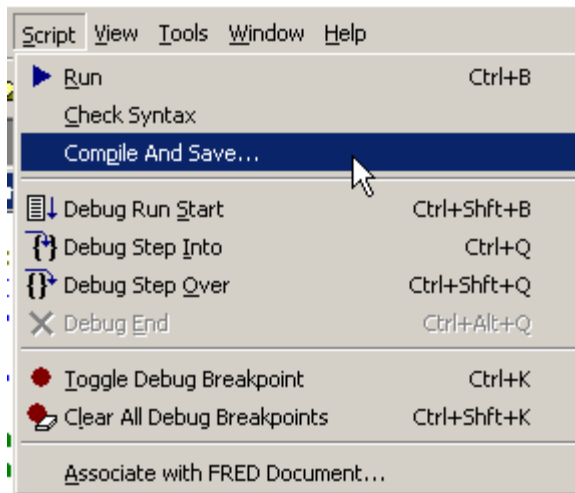 Script View Tools Window Help
Run Ctrl+B
Check Syntax
Compile And Save...
Debug Run Start Ctrl+Shft+B
Debug Step Into Ctrl+Q
Debug Step Over Ctrl+Shft+Q
Debug End Ctrl+Alt+Q
Toggle Debug Breakpoint Ctrl+K
Clear All Debug Breakpoints Ctrl+Shft+K
Associate with FRED Document...